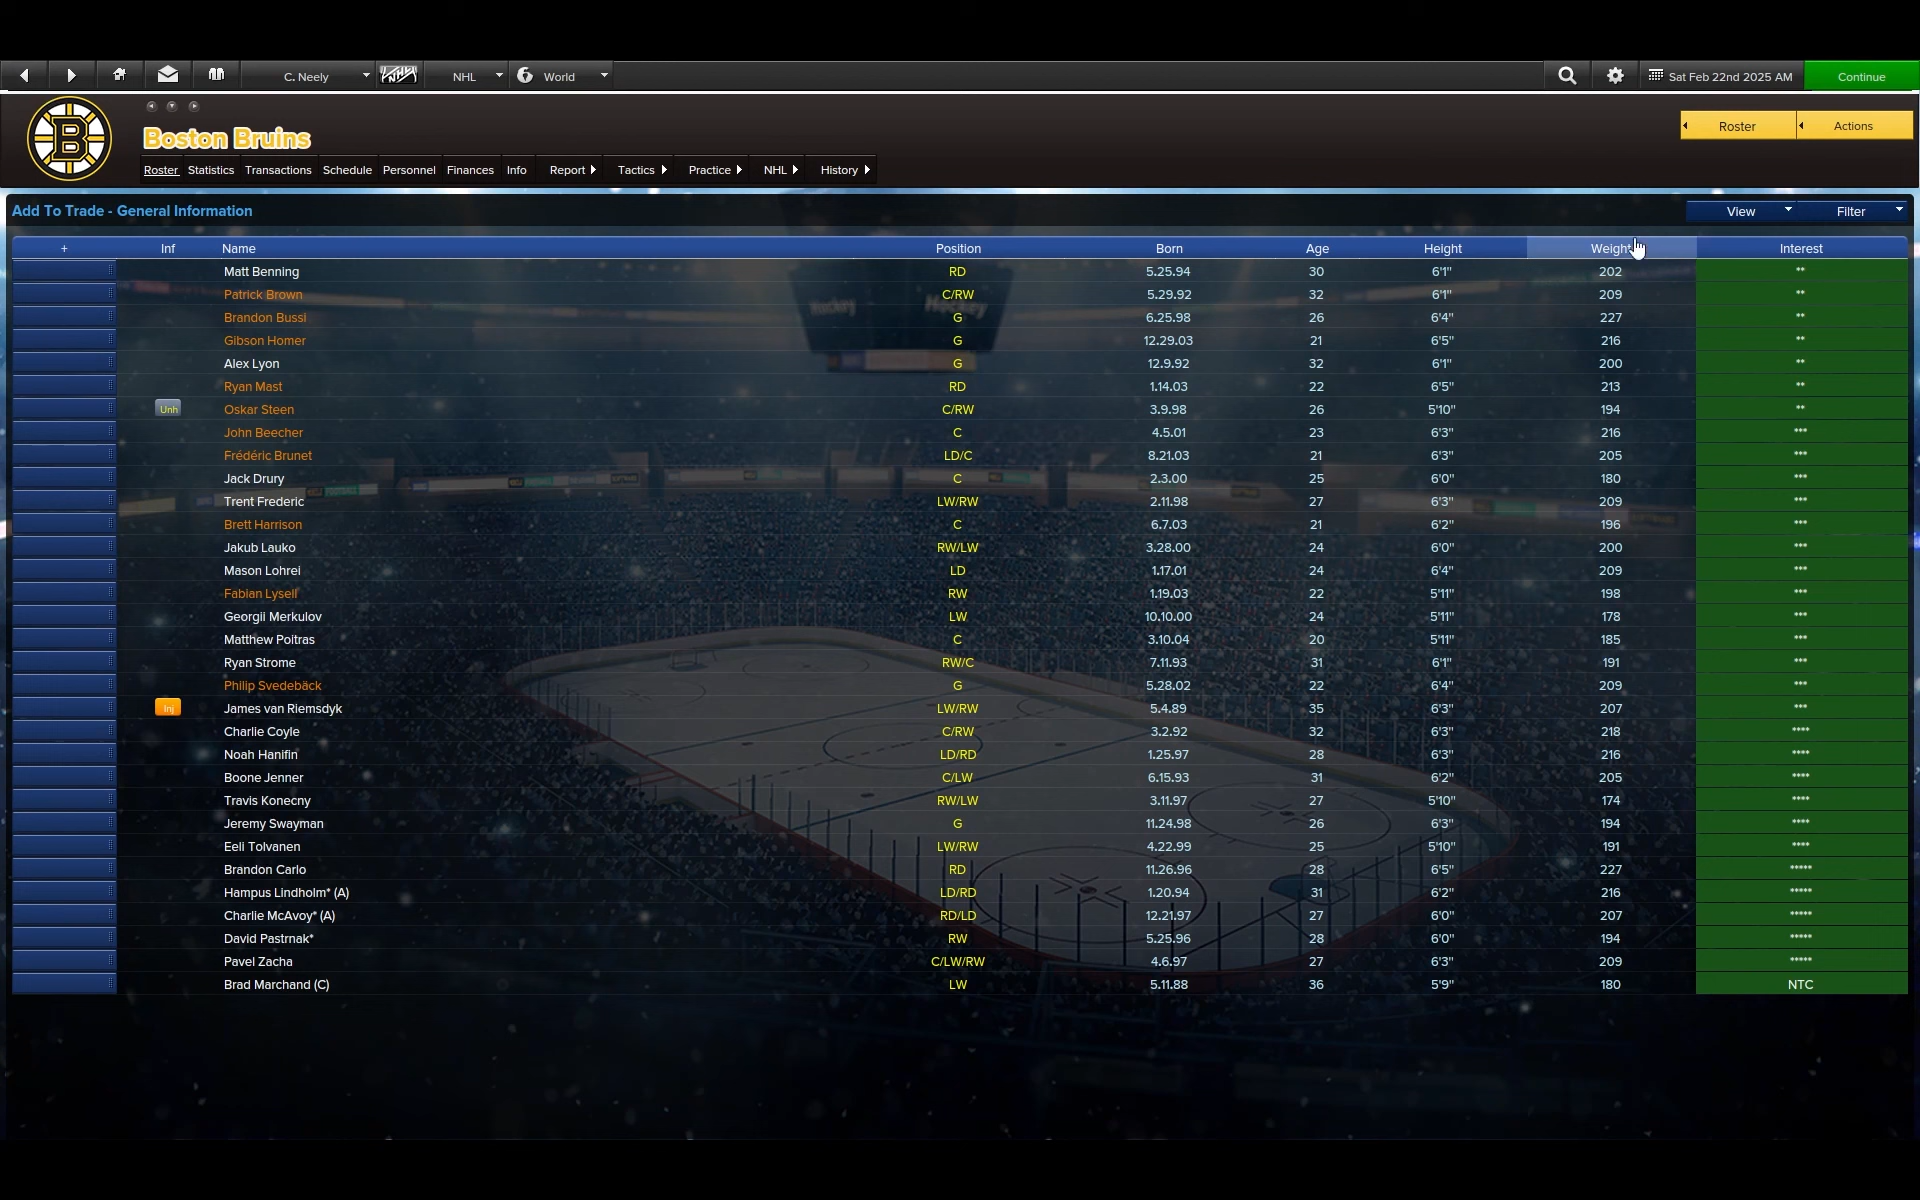 C. Neely NHL World Sat Feb 22nd 2025 AM Continue
Boston Bruins
Roster Actions
Roster Statistics Transactions Schedule Personnel Finances Info Report Tactics Practice NHL History
Add To Trade - General Information View Filter
+ Inf Name Position Born Age Height Weight Interest
Matt Benning RD 5.25.94 30 6'1" 202 **
Patrick Brown C/RW 5.29.92 32 6'1" 209 **
Brandon Bussi G 6.25.98 26 6'4" 227 **
Gibson Homer G 12.29.03 21 6'5" 216 **
Alex Lyon G 12.9.92 32 6'1" 200 **
Ryan Mast RD 1.14.03 22 6'5" 213 **
Unh Oskar Steen C/RW 3.9.98 26 5'10" 194 **
John Beecher C 4.5.01 23 6'3" 216 ***
Frédéric Brunet LD/C 8.21.03 21 6'3" 205 ***
Jack Drury C 2.3.00 25 6'0" 180 ***
Trent Frederic LW/RW 2.11.98 27 6'3" 209 ***
Brett Harrison C 6.7.03 21 6'2" 196 ***
Jakub Lauko RW/LW 3.28.00 24 6'0" 200 ***
Mason Lohrei LD 1.17.01 24 6'4" 209 ***
Fabian Lysell RW 1.19.03 22 5'11" 198 ***
Georgii Merkulov LW 10.10.00 24 5'11" 178 ***
Matthew Poitras C 3.10.04 20 5'11" 185 ***
Ryan Strome RW/C 7.11.93 31 6'1" 191 ***
Philip Svedebäck G 5.28.02 22 6'4" 209 ***
Inj James van Riemsdyk LW/RW 5.4.89 35 6'3" 207 ***
Charlie Coyle C/RW 3.2.92 32 6'3" 218 ****
Noah Hanifin LD/RD 1.25.97 28 6'3" 216 ****
Boone Jenner C/LW 6.15.93 31 6'2" 205 ****
Travis Konecny RW/LW 3.11.97 27 5'10" 174 ****
Jeremy Swayman G 11.24.98 26 6'3" 194 ****
Eeli Tolvanen LW/RW 4.22.99 25 5'10" 191 ****
Brandon Carlo RD 11.26.96 28 6'5" 227 *****
Hampus Lindholm* (A) LD/RD 1.20.94 31 6'2" 216 *****
Charlie McAvoy* (A) RD/LD 12.21.97 27 6'0" 207 *****
David Pastrnak* RW 5.25.96 28 6'0" 194 *****
Pavel Zacha C/LW/RW 4.6.97 27 6'3" 209 *****
Brad Marchand (C) LW 5.11.88 36 5'9" 180 NTC